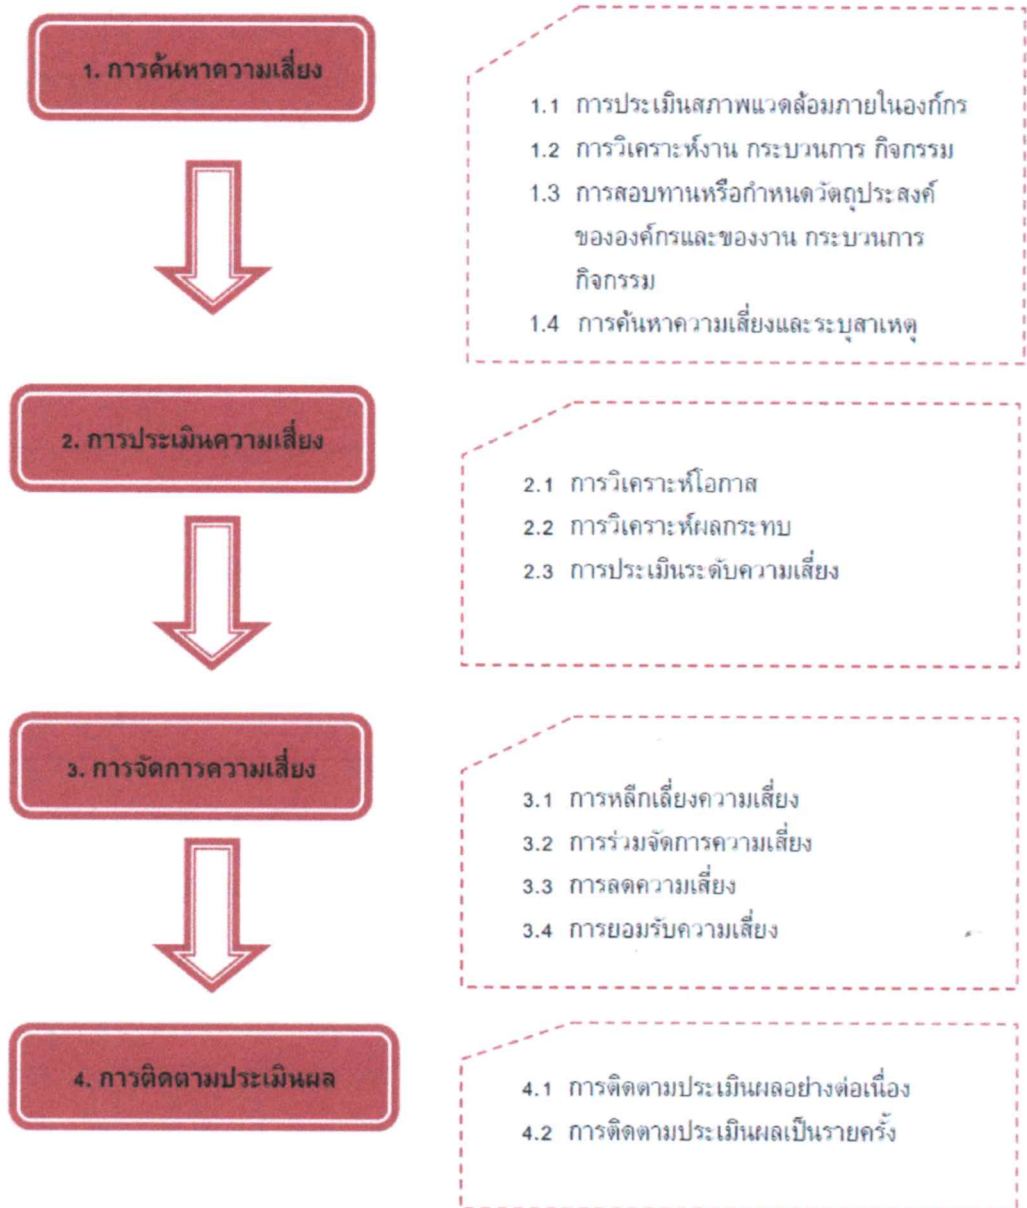 1. การค้นหาความเสี่ยง
1.1 การประเมินสภาพแวดล้อมภายในองค์กร
1.2 การวิเคราะห์งาน กระบวนการ กิจกรรม
1.3 การสอบทานหรือกำหนดวัตถุประสงค์
ขององค์กรและของงาน กระบวนการ
กิจกรรม
1.4 การค้นหาความเสี่ยงและระบุสาเหตุ
2. การประเมินความเสี่ยง
2.1 การวิเคราะห์โอกาส
2.2 การวิเคราะห์ผลกระทบ
2.3 การประเมินระดับความเสี่ยง
3. การจัดการความเสี่ยง
3.1 การหลีกเลี่ยงความเสี่ยง
3.2 การร่วมจัดการความเสี่ยง
3.3 การลดความเสี่ยง
3.4 การยอมรับความเสี่ยง
4. การติดตามประเมินผล
4.1 การติดตามประเมินผลอย่างต่อเนื่อง
4.2 การติดตามประเมินผลเป็นรายครั้ง